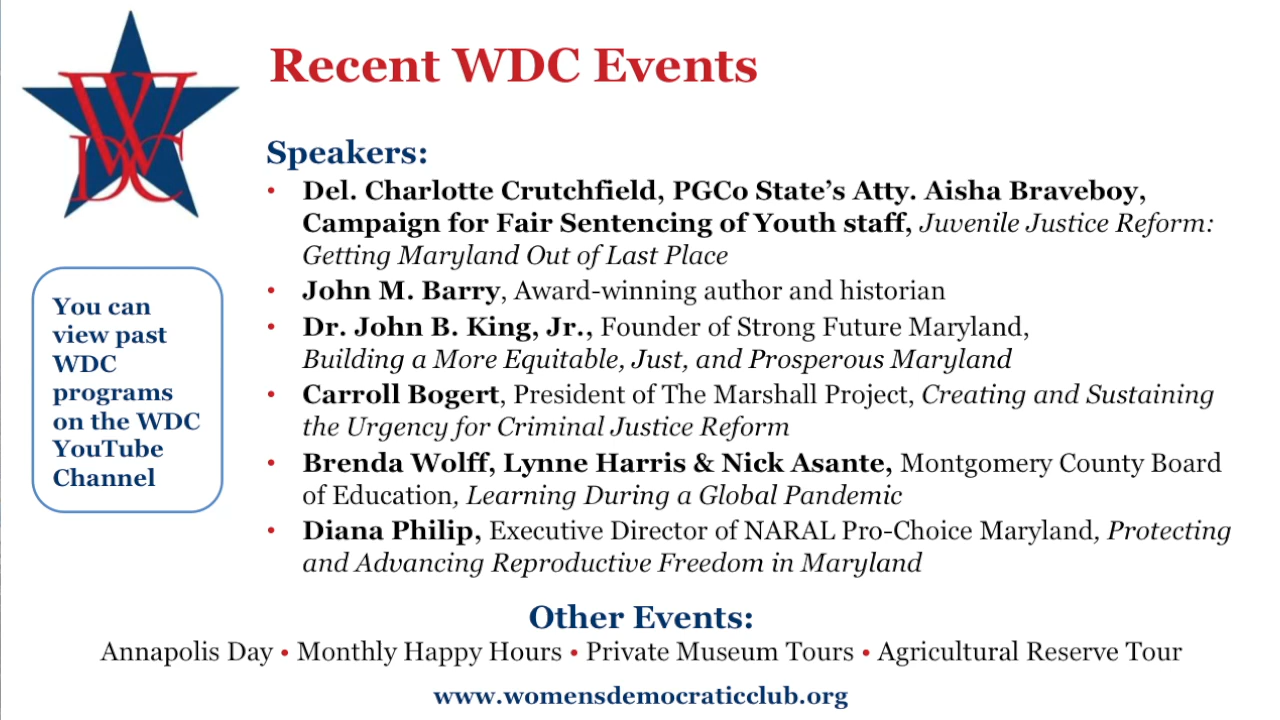 WDC
Recent WDC Events
Speakers:
• Del. Charlotte Crutchfield, PGCo State’s Atty. Aisha Braveboy,
Campaign for Fair Sentencing of Youth staff, Juvenile Justice Reform:
Getting Maryland Out of Last Place
• John M. Barry, Award-winning author and historian
• Dr. John B. King, Jr., Founder of Strong Future Maryland,
Building a More Equitable, Just, and Prosperous Maryland
• Carroll Bogert, President of The Marshall Project, Creating and Sustaining
the Urgency for Criminal Justice Reform
• Brenda Wolff, Lynne Harris & Nick Asante, Montgomery County Board
of Education, Learning During a Global Pandemic
• Diana Philip, Executive Director of NARAL Pro-Choice Maryland, Protecting
and Advancing Reproductive Freedom in Maryland
You can
view past
WDC
programs
on the WDC
YouTube
Channel
Other Events:
Annapolis Day • Monthly Happy Hours • Private Museum Tours • Agricultural Reserve Tour
www.womensdemocraticclub.org